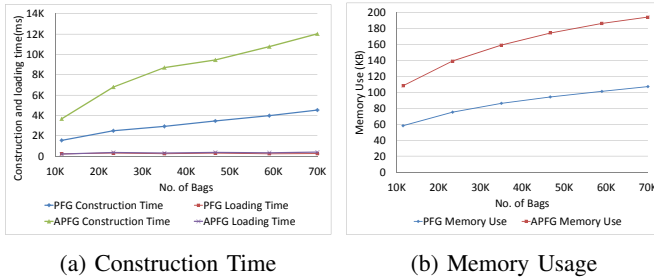 14K
12K
10K
8K
6K
4K
2K
0
Construction and loading time(ms)
10K 20K 30K 40K 50K 60K 70K
No. of Bags
PFG Construction Time PFG Loading Time
APFG Construction Time APFG Loading Time
(a) Construction Time
200
180
160
140
120
100
80
60
40
20
0
Memory Use (KB)
10K 20K 30K 40K 50K 60K 70K
No. of Bags
PFG Memory Use APFG Memory Use
(b) Memory Usage